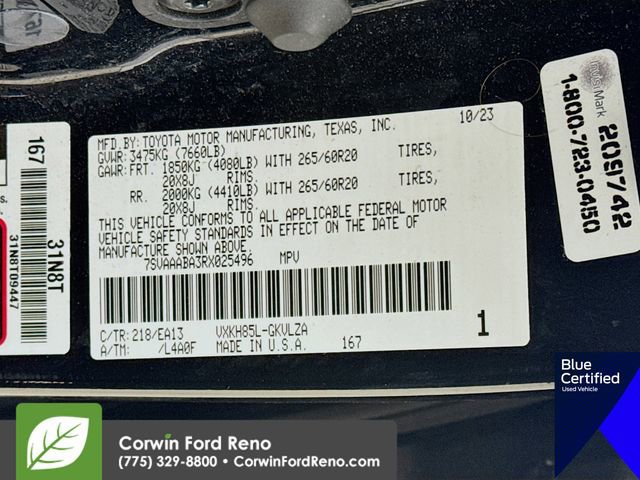 MFD.BY:TOYOTA MOTOR MANUFACTURING, TEXAS, INC. 10/23
GVWR:3475KG (7660LB)
GAWR:FRT. 1850KG (4080LB) WITH 265/60R20 TIRES,
20X8J RIMS.
RR. 2000KG (4410LB) WITH 265/60R20 TIRES,
20X8J RIMS.
THIS VEHICLE CONFORMS TO ALL APPLICABLE FEDERAL MOTOR
VEHICLE SAFETY STANDARDS IN EFFECT ON THE DATE OF
MANUFACTURE SHOWN ABOVE.
7SVAAABA3RX025496 MPV
C/TR:218/EA13 VXKH85L-GKVLZA
A/TM: /L4A0F MADE IN U.S.A. 167
1
167
31N8T
31N8T09447
s.
InvisMark
209742
1-800-723-0450
Blue
Certified
Used Vehicle
Corwin Ford Reno
(775) 329-8800 • CorwinFordReno.com